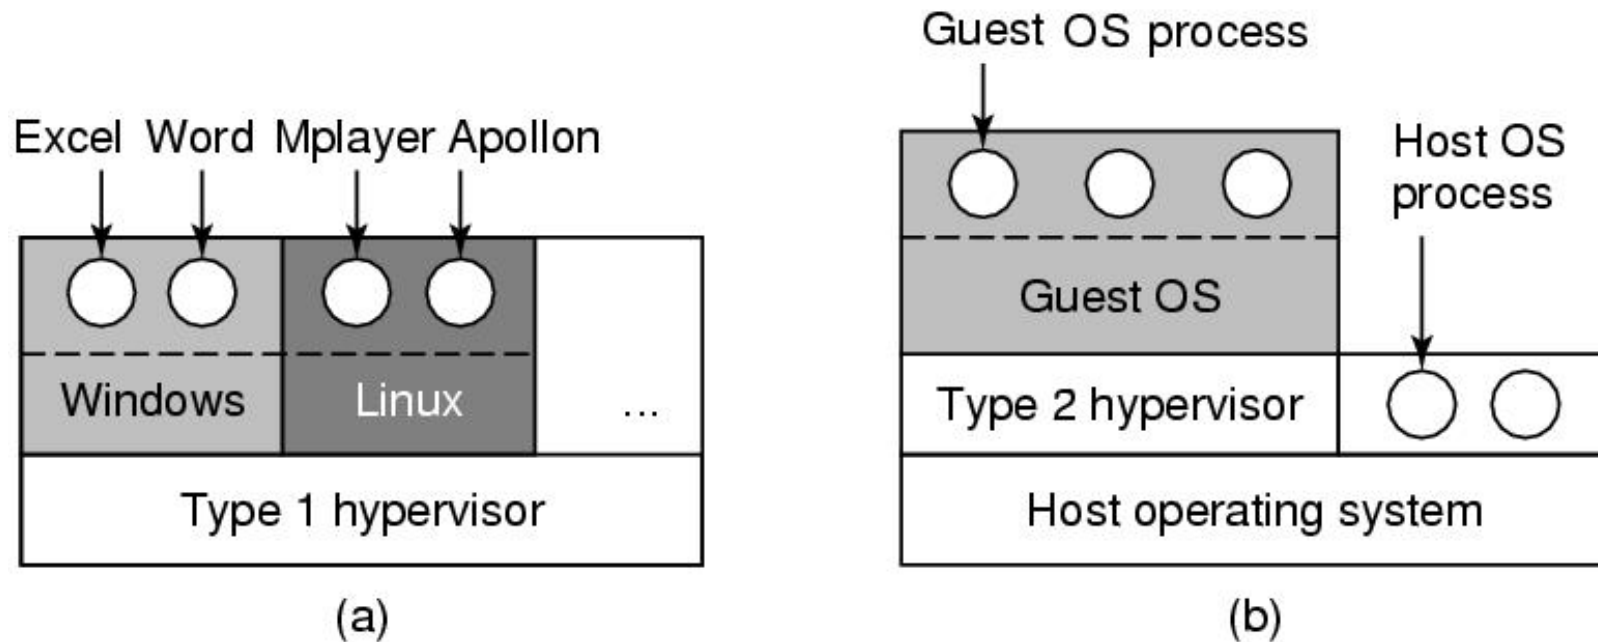 Excel Word Mplayer Apollon
Windows
Linux
...
Type 1 hypervisor
(a)
Guest OS process
Host OS
process
Guest OS
Type 2 hypervisor
Host operating system
(b)